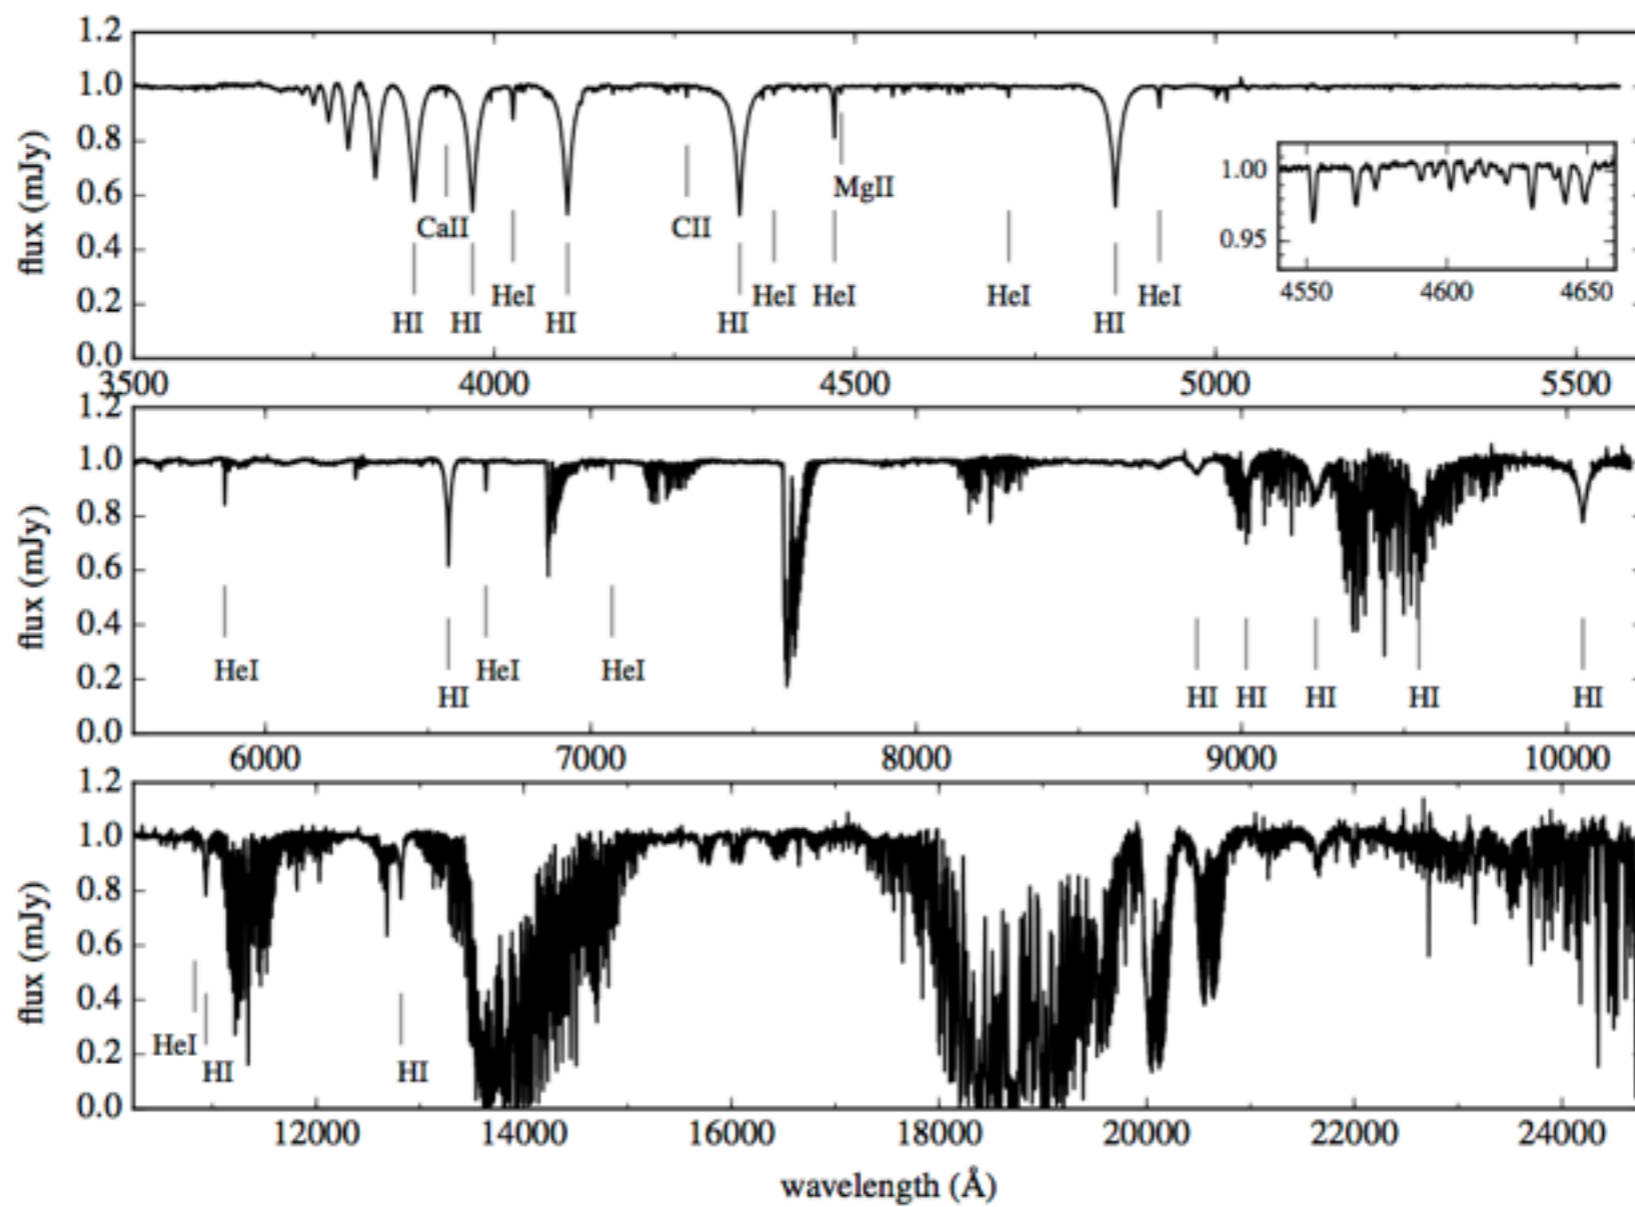 1.2
1.0
0.8
0.6
0.4
0.2
0.0
flux (mJy)
MgII
CaII
CII
HeI
HeI
HeI
HeI
HeI
HI
HI
HI
HI
HI
1.00
0.95
4550
4600
4650
3500
4000
4500
5000
5500
1.2
1.0
0.8
0.6
0.4
0.2
0.0
flux (mJy)
HeI
HeI
HeI
HI
HI
HI
HI
HI
HI
6000
7000
8000
9000
10000
1.2
1.0
0.8
0.6
0.4
0.2
0.0
flux (mJy)
HeI
HI
HI
12000
14000
16000
18000
20000
22000
24000
wavelength (Å)